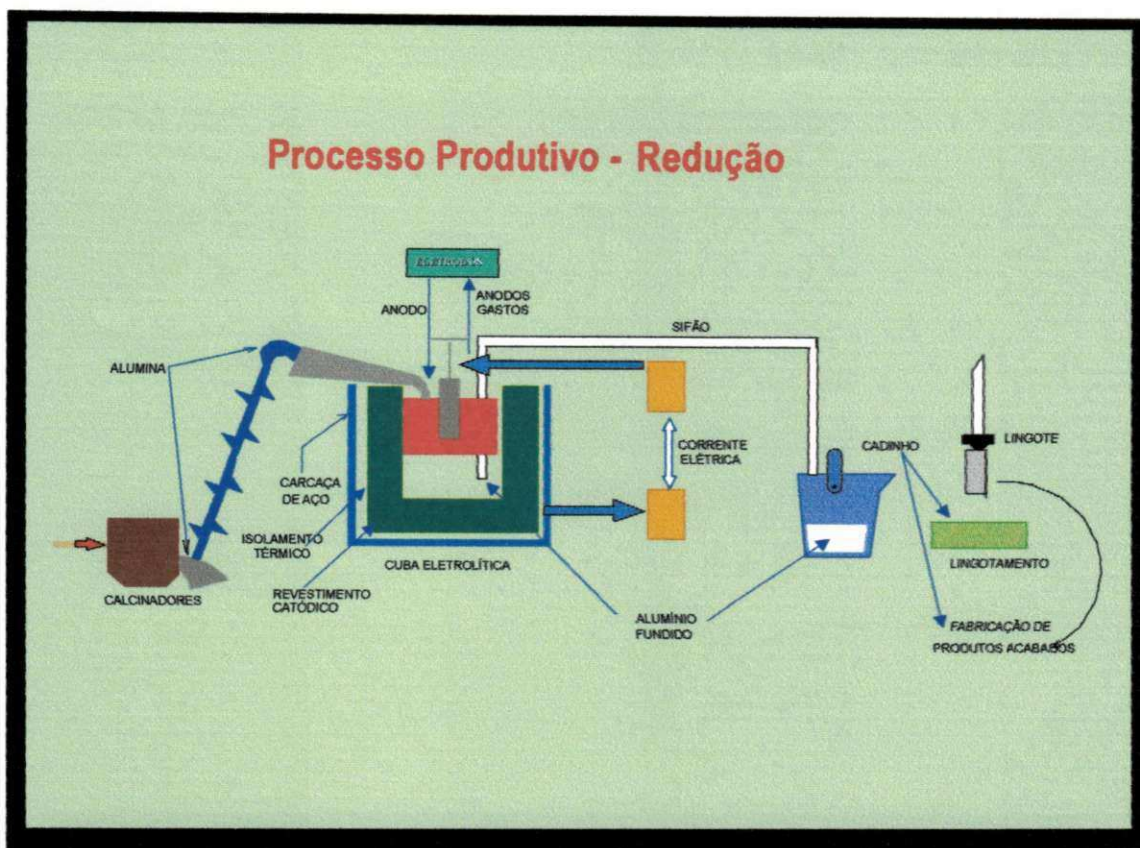 Processo Produtivo - Redução
ANODO
ANODOS
GASTOS
SIFÃO
ALUMINA
CORRENTE
ELÉTRICA
CADINHO
LINGOTE
CARCAÇA
DE AÇO
ISOLAMENTO
TÉRMICO
CUBA ELETROLÍTICA
REVESTIMENTO
CATÓDICO
CALCINADORES
ALUMÍNIO
FUNDIDO
LINGOTAMENTO
FABRICAÇÃO DE
PRODUTOS ACABADOS